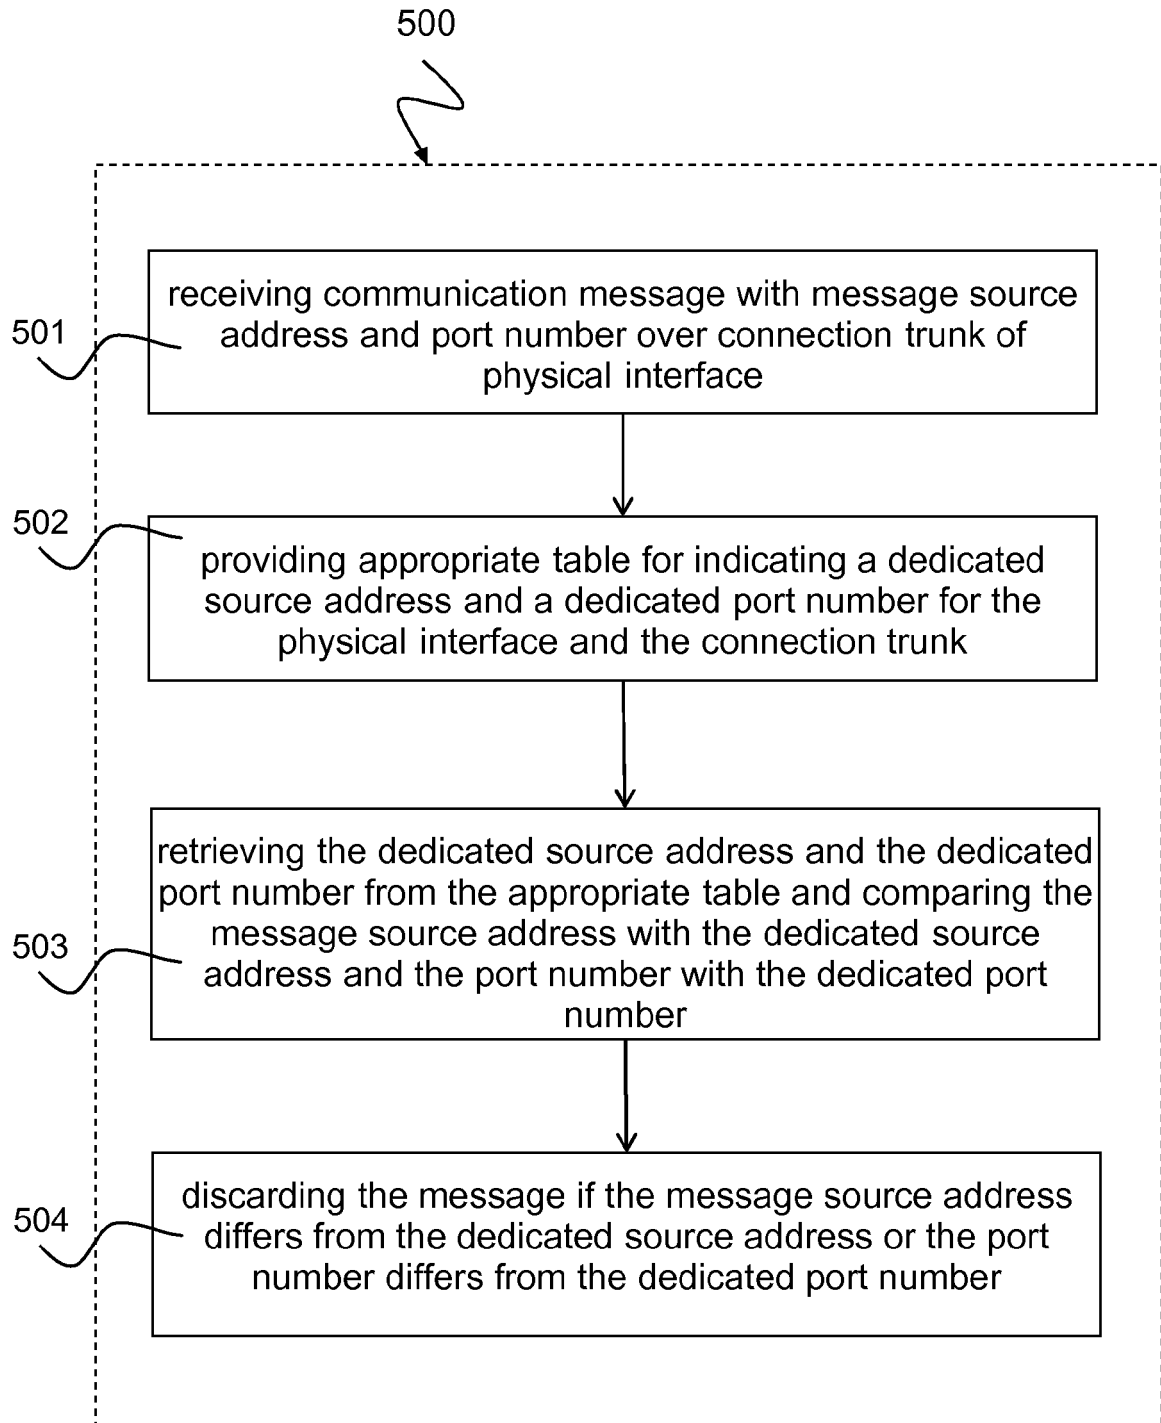 500
501
receiving communication message with message source
address and port number over connection trunk of
physical interface
502
providing appropriate table for indicating a dedicated
source address and a dedicated port number for the
physical interface and the connection trunk
503
retrieving the dedicated source address and the dedicated
port number from the appropriate table and comparing the
message source address with the dedicated source
address and the port number with the dedicated port
number
504
discarding the message if the message source address
differs from the dedicated source address or the port
number differs from the dedicated port number